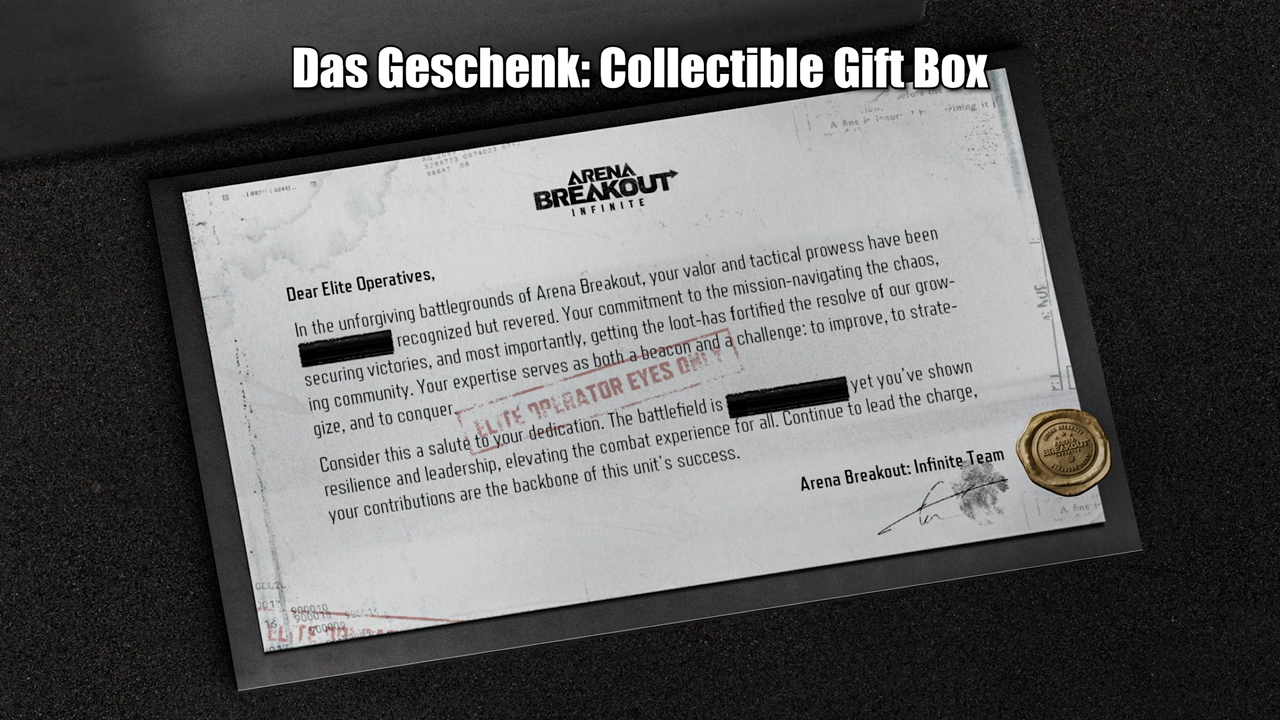 Das Geschenk: Collectible Gift Box
ARENA
BREAKOUT
INFINITE
Dear Elite Operatives,
In the unforgiving battlegrounds of Arena Breakout, your valor and tactical prowess have been
recognized but revered. Your commitment to the mission-navigating the chaos,
securing victories, and most importantly, getting the loot-has fortified the resolve of our grow-
ing community. Your expertise serves as both a beacon and a challenge: to improve, to strate-
gize, and to conquer
ELITE OPERATOR EYES ONLY
Consider this a salute to your dedication. The battlefield is yet you've shown
resilience and leadership, elevating the combat experience for all. Continue to lead the charge,
your contributions are the backbone of this unit's success.
Arena Breakout: Infinite Team
BREAKOUT
900010
900009